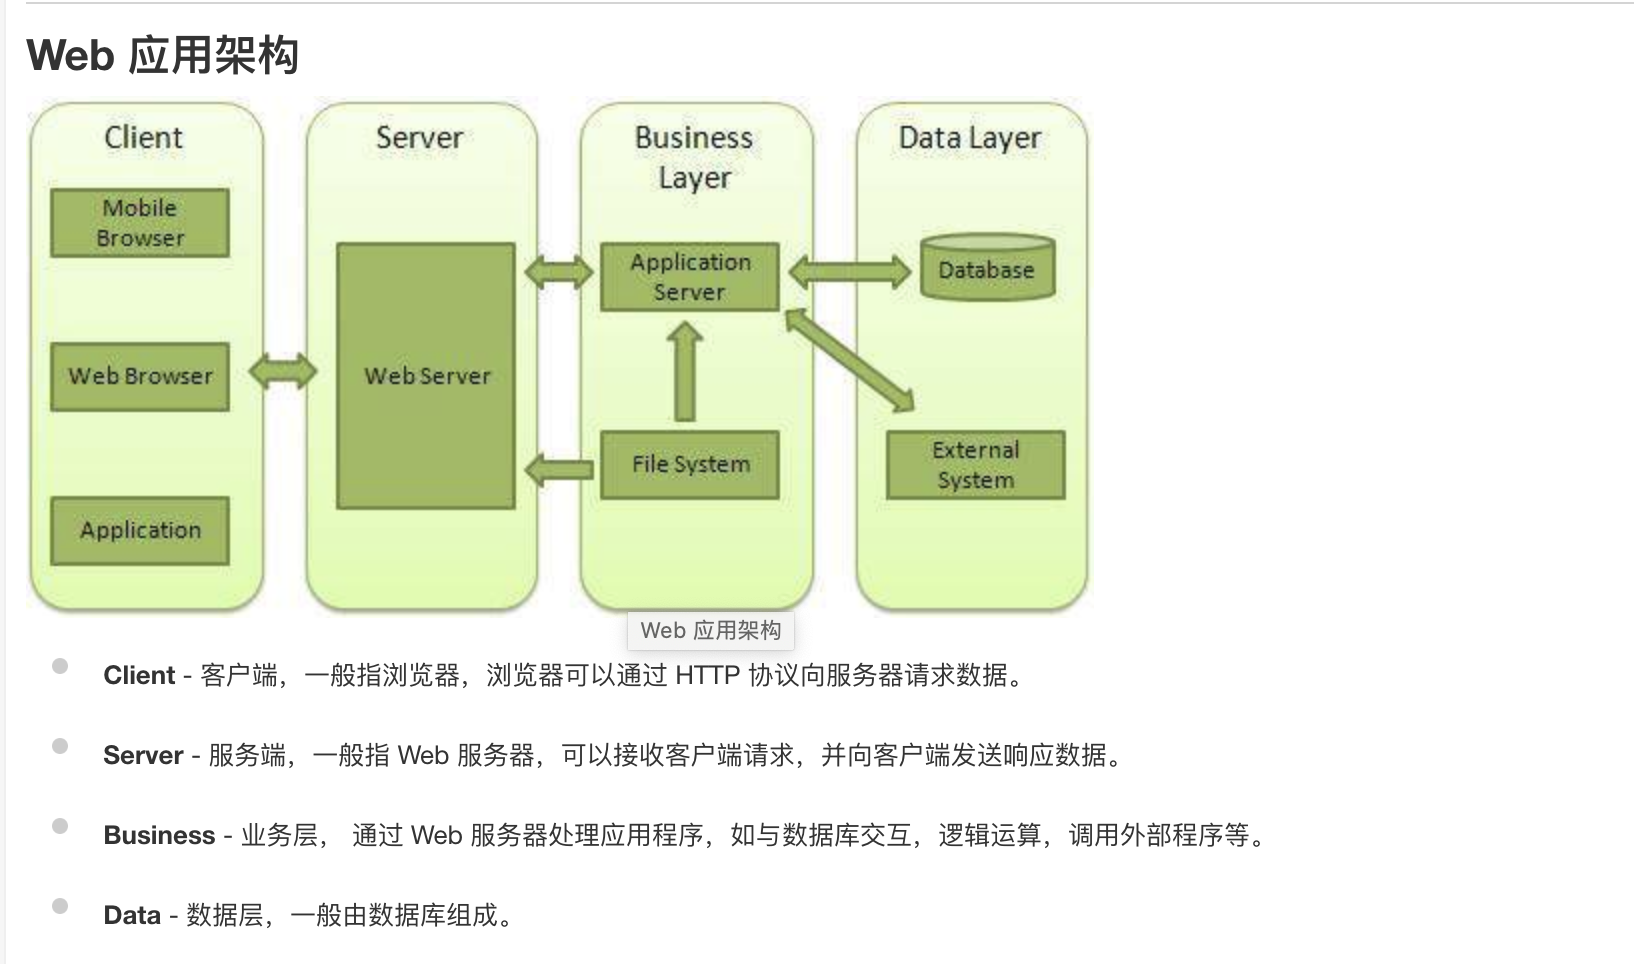 Web 应用架构
Client
Mobile
Browser
Web Browser
Application
Server
Web Server
Business
Layer
Application
Server
File System
Data Layer
Database
External
System
Web 应用架构
Client - 客户端，一般指浏览器，浏览器可以通过 HTTP 协议向服务器请求数据。
Server - 服务端，一般指 Web 服务器，可以接收客户端请求，并向客户端发送响应数据。
Business - 业务层， 通过 Web 服务器处理应用程序，如与数据库交互，逻辑运算，调用外部程序等。
Data - 数据层，一般由数据库组成。